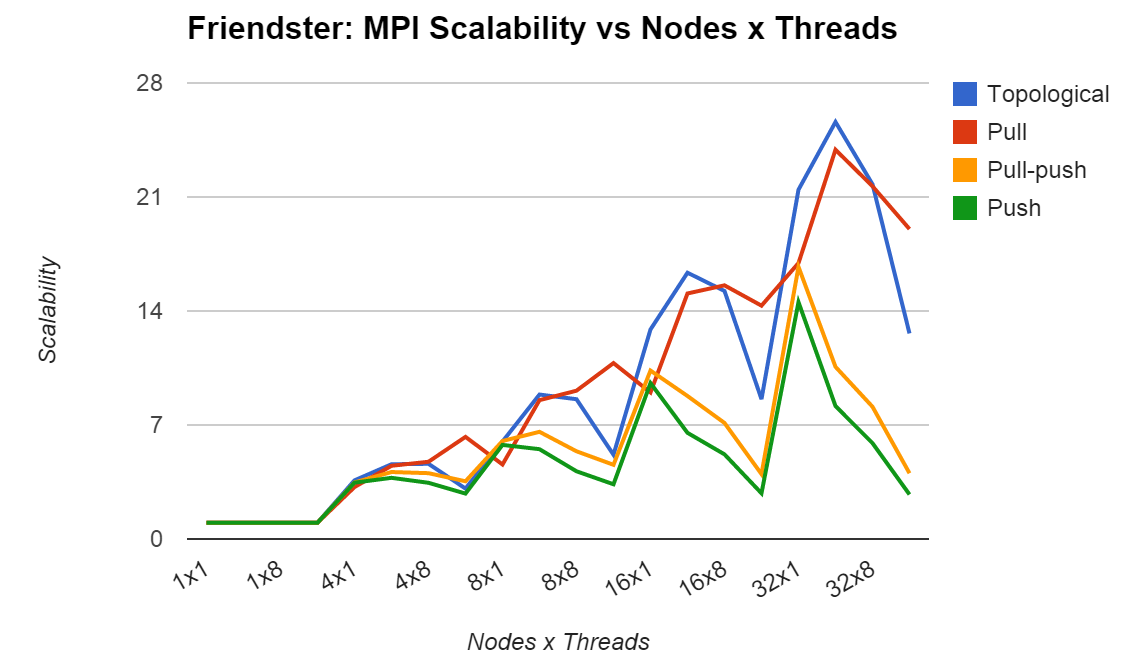 Friendster: MPI Scalability vs Nodes x Threads
28
21
14
7
0
Scalability
1x1
1x8
4x1
4x8
8x1
8x8
16x1
16x8
32x1
32x8
Nodes x Threads
Topological
Pull
Pull-push
Push